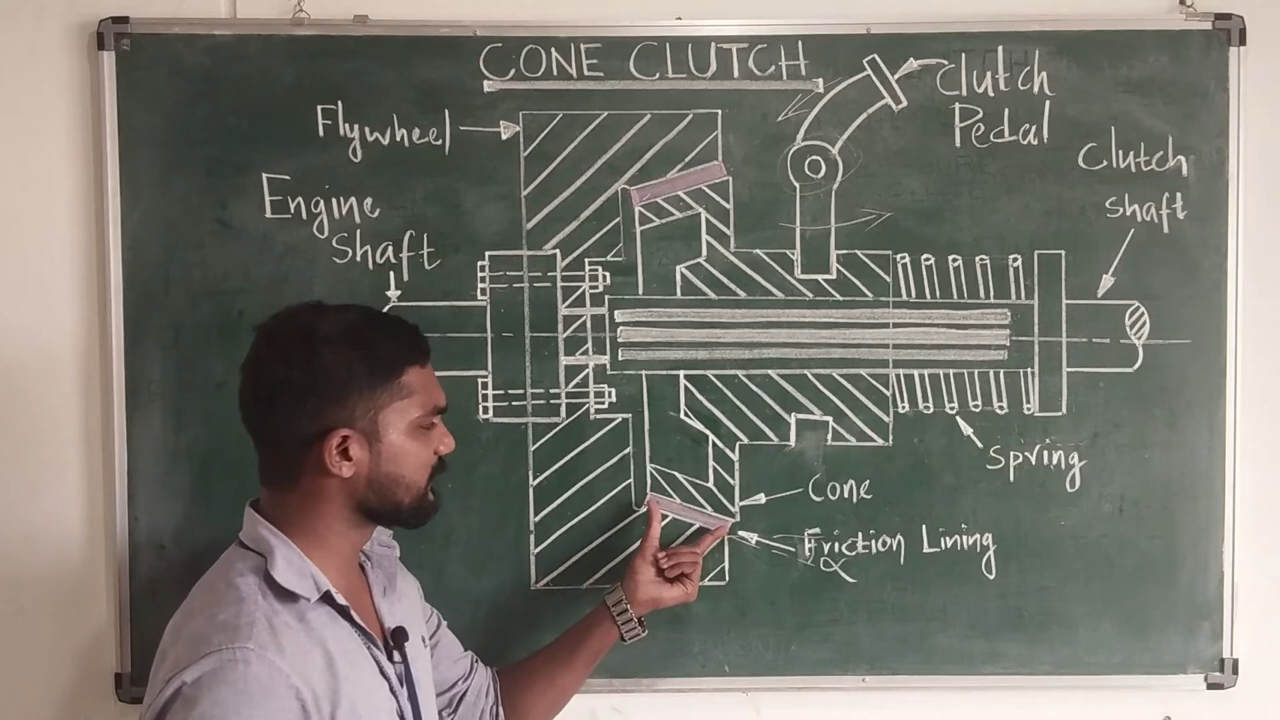 CONE CLUTCH
Clutch
Pedal
Flywheel
Clutch
shaft
Engine
Shaft
Spring
Cone
Friction Lining
α